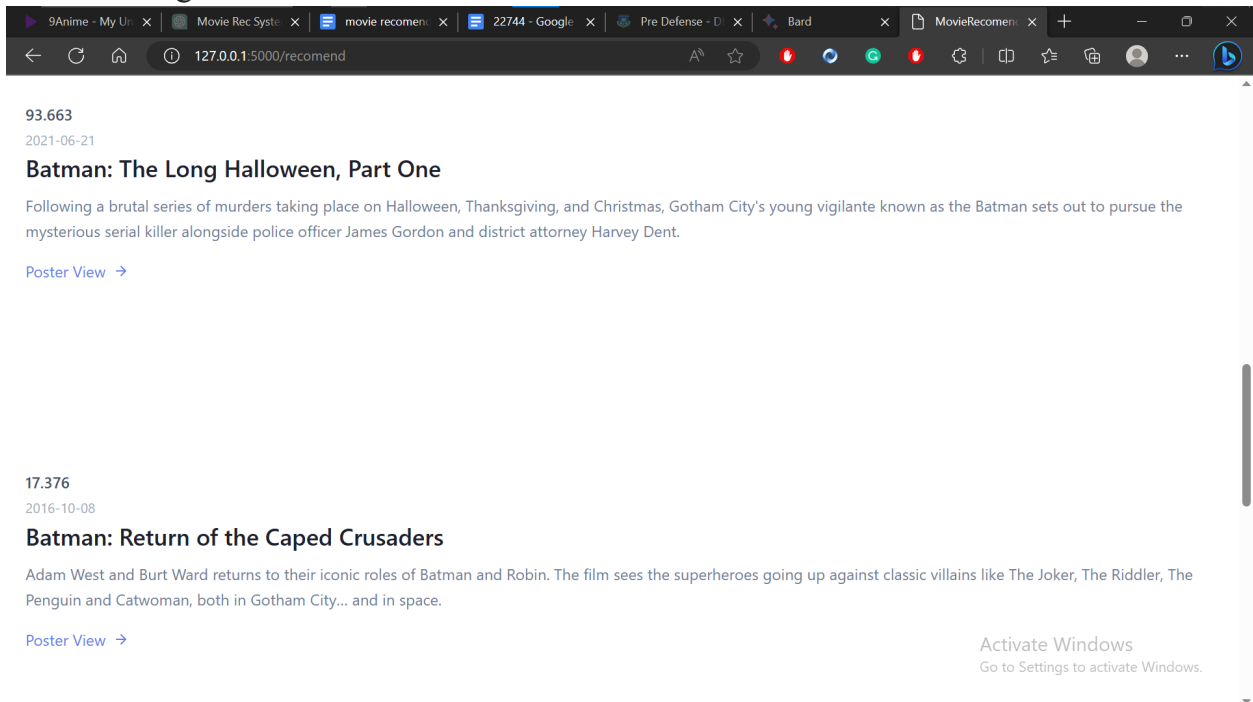 9Anime - My Un
Movie Rec Syste
movie recomend
22744 - Google
Pre Defense - D
Bard
MovieRecomend
127.0.0.1:5000/recomend
93.663
2021-06-21
Batman: The Long Halloween, Part One
Following a brutal series of murders taking place on Halloween, Thanksgiving, and Christmas, Gotham City's young vigilante known as the Batman sets out to pursue the
mysterious serial killer alongside police officer James Gordon and district attorney Harvey Dent.
Poster View →
17.376
2016-10-08
Batman: Return of the Caped Crusaders
Adam West and Burt Ward returns to their iconic roles of Batman and Robin. The film sees the superheroes going up against classic villains like The Joker, The Riddler, The
Penguin and Catwoman, both in Gotham City... and in space.
Poster View →
Activate Windows
Go to Settings to activate Windows.